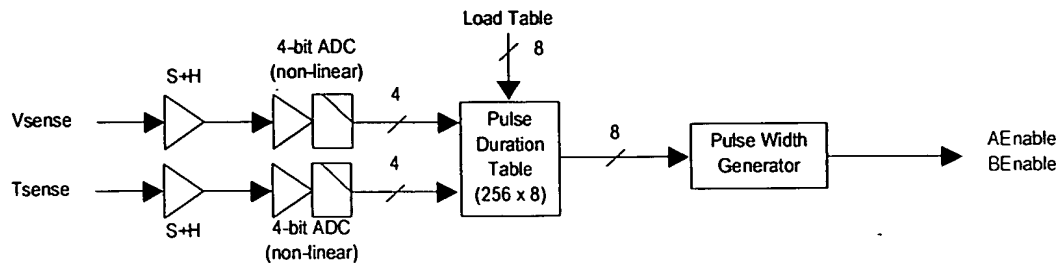 Load Table
8
4-bit ADC
(non-linear)
S+H
4
Vsense
Pulse
Duration
Table
(256 x 8)
8
Pulse Width
Generator
AEnable
BEnable
Tsense
4
S+H
4-bit ADC
(non-linear)